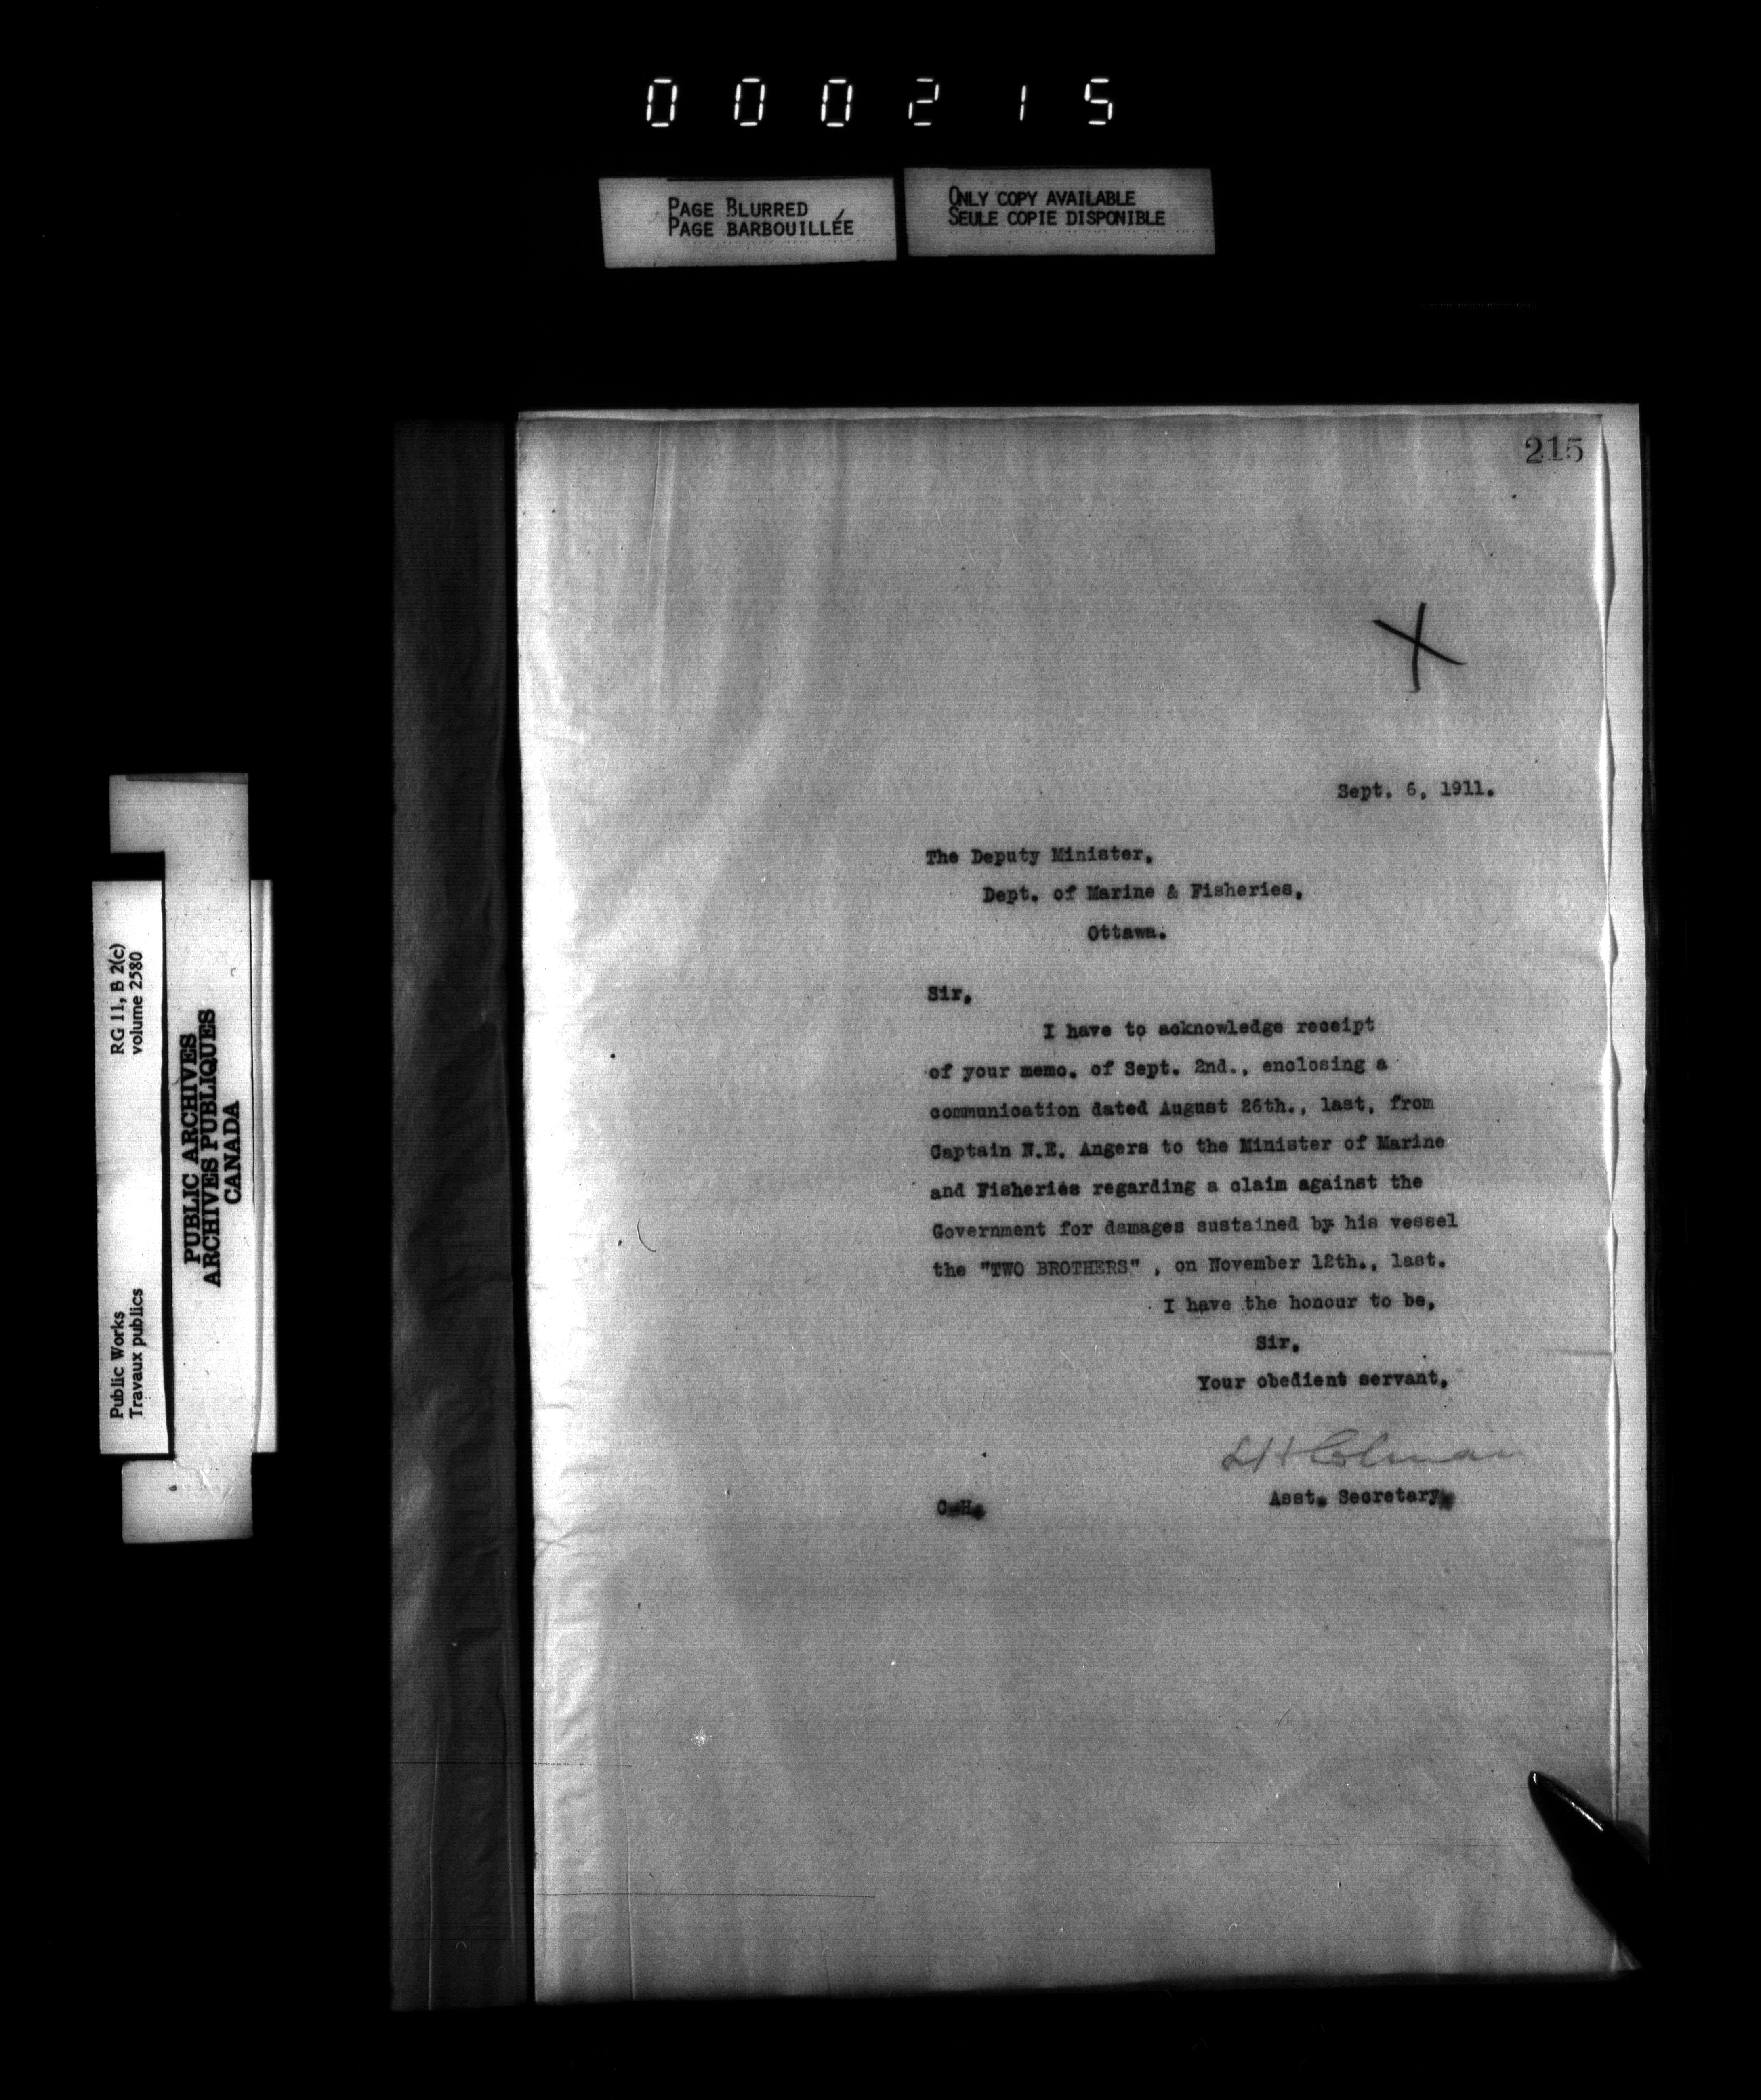 000215
PAGE BLURRED
PAGE BARBOUILLÉE
ONLY COPY AVAILABLE
SEULE COPIE DISPONIBLE
215
X
Sept. 6, 1911.
The Deputy Minister,
Dept. of Marine & Fisheries,
Ottawa.
Sir,
I have to acknowledge receipt
of your memo. of Sept. 2nd., enclosing a
communication dated August 26th., last, from
Captain N.E. Angers to the Minister of Marine
and Fisheries regarding a claim against the
Government for damages sustained by his vessel
the "TWO BROTHERS" , on November 12th., last.
I have the honour to be,
Sir,
Your obedient servant,
Asst. Secretary.
C.H.
RG 11, B 2(c)
volume 2580
Public Works
Travaux publics
PUBLIC ARCHIVES
ARCHIVES PUBLIQUES
CANADA